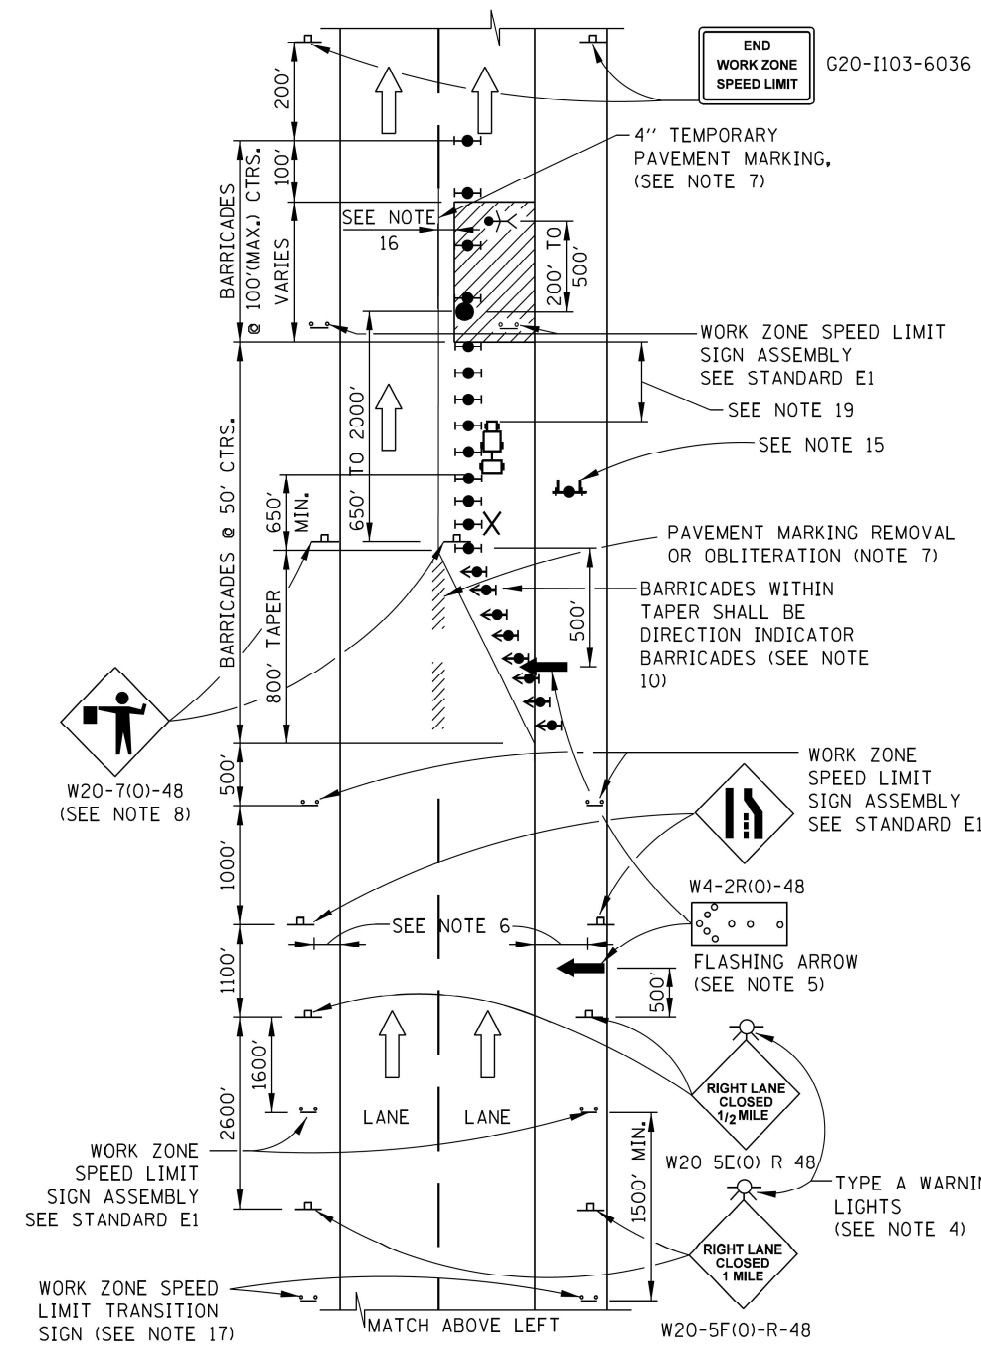 END
WORK ZONE
SPEED LIMIT
G20-I103-6036
200'
4" TEMPORARY
PAVEMENT MARKING,
(SEE NOTE 7)
BARRICADES
@ 100'(MAX.) CTRS.
100'
VARIES
SEE NOTE
16
200' TO
500'
WORK ZONE SPEED LIMIT
SIGN ASSEMBLY
SEE STANDARD E1
SEE NOTE 19
SEE NOTE 15
BARRICADES @ 50' CTRS.
650'
MIN.
650' TO 2000'
PAVEMENT MARKING REMOVAL
OR OBLITERATION (NOTE 7)
BARRICADES WITHIN
TAPER SHALL BE
DIRECTION INDICATOR
BARRICADES (SEE NOTE
10)
500'
800' TAPER
W20-7(O)-48
(SEE NOTE 8)
500'
WORK ZONE
SPEED LIMIT
SIGN ASSEMBLY
SEE STANDARD E1
1000'
W4-2R(O)-48
SEE NOTE 6
FLASHING ARROW
(SEE NOTE 5)
1100'
500'
1600'
2600'
LANE
LANE
RIGHT LANE
CLOSED
1/2 MILE
W20 5E(O) R 48
WORK ZONE
SPEED LIMIT
SIGN ASSEMBLY
SEE STANDARD E1
1500' MIN.
TYPE A WARNIN
LIGHTS
(SEE NOTE 4)
RIGHT LANE
CLOSED
1 MILE
W20-5F(O)-R-48
WORK ZONE SPEED
LIMIT TRANSITION
SIGN (SEE NOTE 17)
MATCH ABOVE LEFT